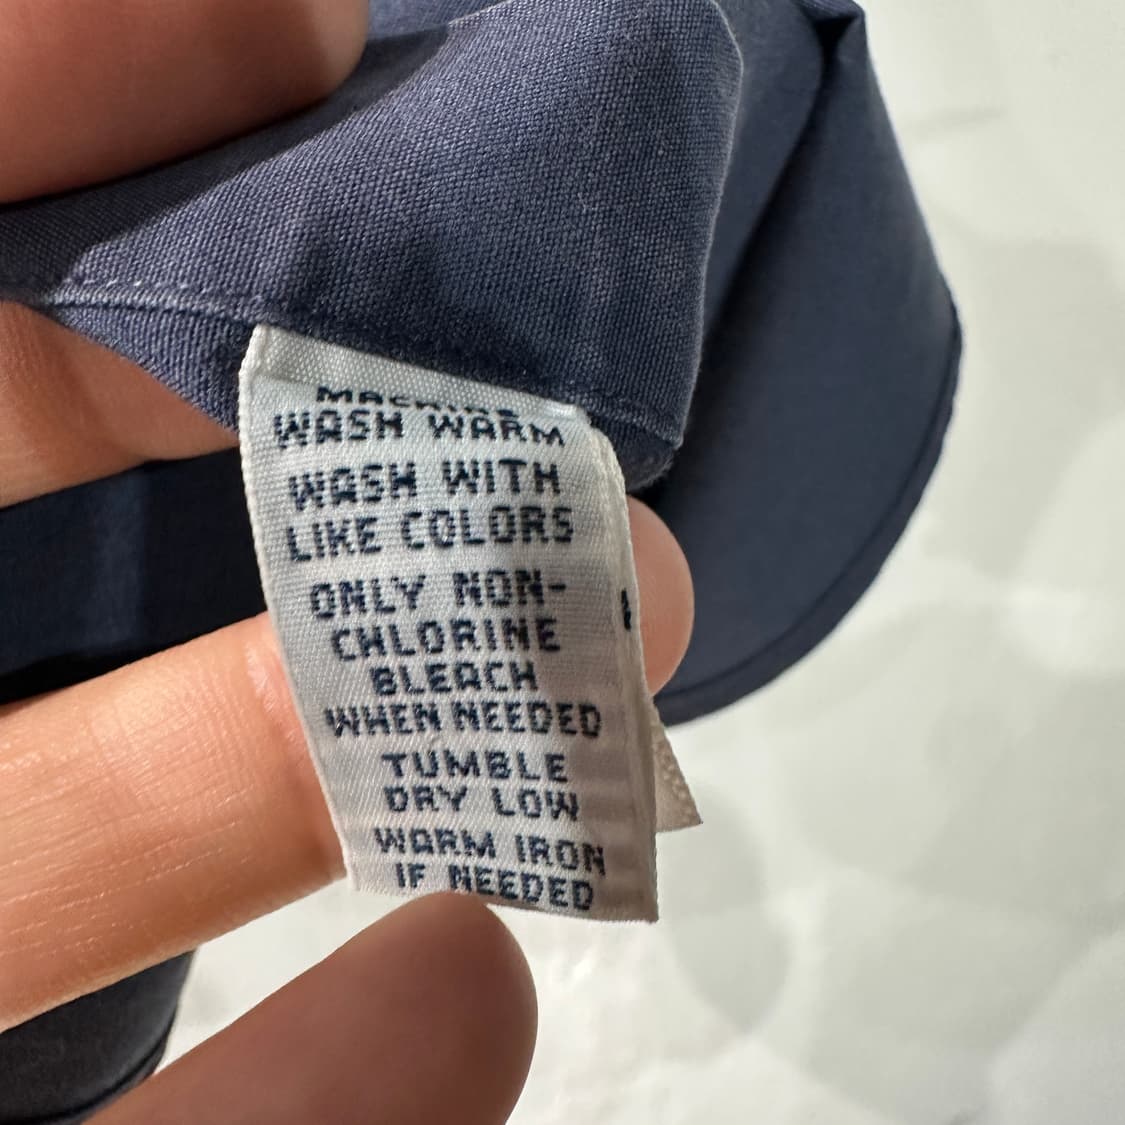 MACHINE
WASH WARM
WASH WITH
LIKE COLORS
ONLY NON-
CHLORINE
BLEACH
WHEN NEEDED
TUMBLE
DRY LOW
WARM IRON
IF NEEDED